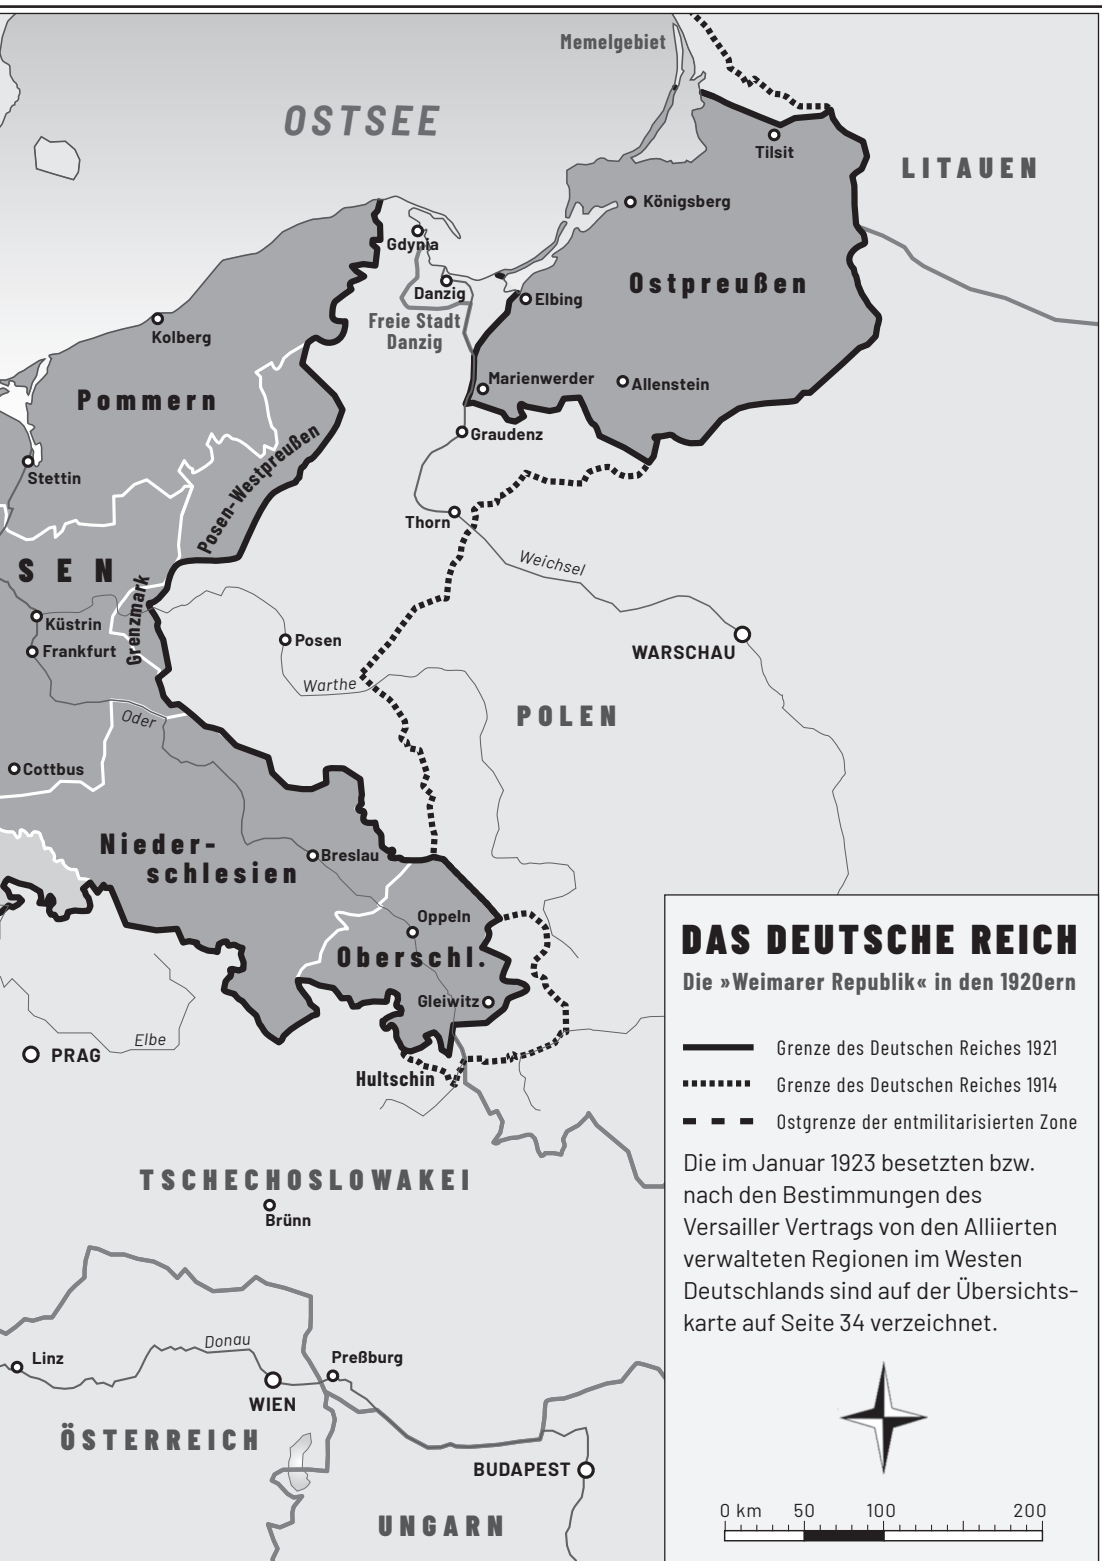 Memelgebiet
OSTSEE
Tilsit
LITAUEN
Königsberg
Gdynia
Ostpreußen
Danzig
Elbing
Freie Stadt
Danzig
Kolberg
Marienwerder
Allenstein
Pommern
Graudenz
Posen-Westpreußen
Stettin
Thorn
Weichsel
SEN
Grenzmark
Küstrin
Frankfurt
Posen
WARSCHAU
Warthe
Oder
POLEN
Cottbus
Nieder-
schlesien
Breslau
Oppeln
Oberschl.
Gleiwitz
Elbe
PRAG
Hultschin
TSCHECHOSLOWAKEI
Brünn
Donau
Linz
Preßburg
WIEN
ÖSTERREICH
BUDAPEST
UNGARN
DAS DEUTSCHE REICH
Die »Weimarer Republik« in den 1920ern
Grenze des Deutschen Reiches 1921
Grenze des Deutschen Reiches 1914
Ostgrenze der entmilitarisierten Zone
Die im Januar 1923 besetzten bzw.
nach den Bestimmungen des
Versailler Vertrags von den Alliierten
verwalteten Regionen im Westen
Deutschlands sind auf der Übersichts-
karte auf Seite 34 verzeichnet.
0 km 50 100 200